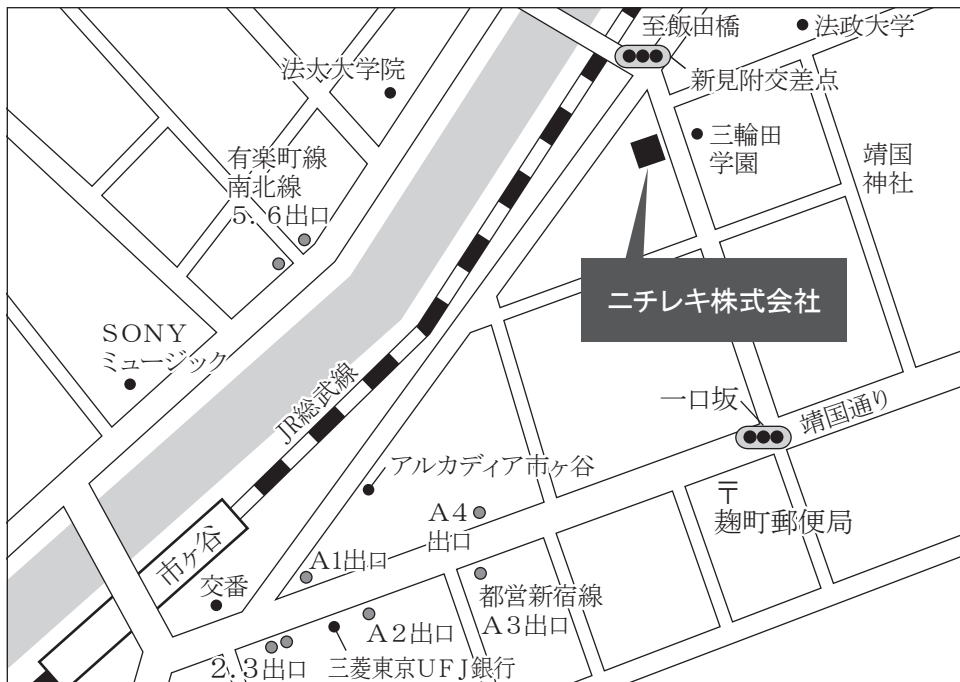 至飯田橋
法政大学
法大大学院
新見附交差点
三輪田
学園
靖国
神社
有楽町線
南北線
5．6出口
ニチレキ株式会社
SONY
ミュージック
JR総武線
一口坂
靖国通り
アルカディア市ヶ谷
〒
麹町郵便局
A4
出口
市ヶ谷
A1出口
交番
都営新宿線
A3出口
A2出口
2．3出口
三菱東京UFJ銀行